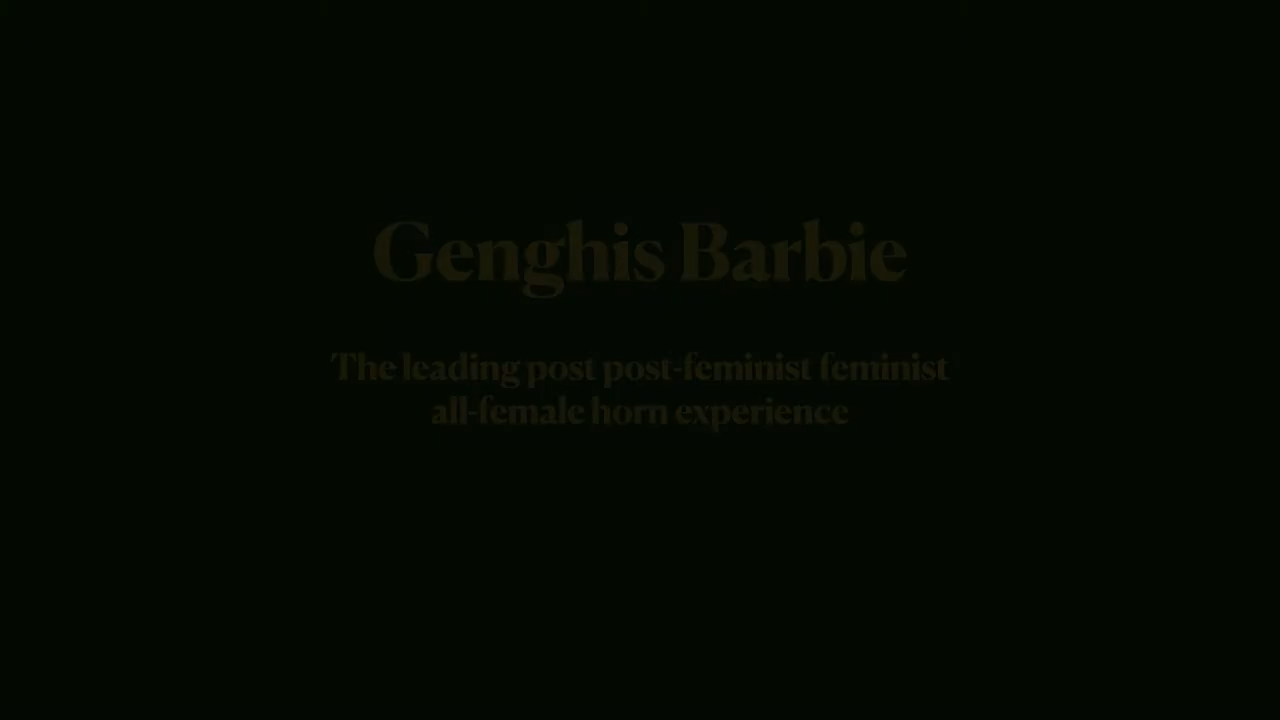 Genghis Barbie
The leading post post-feminist feminist
all-female horn experience